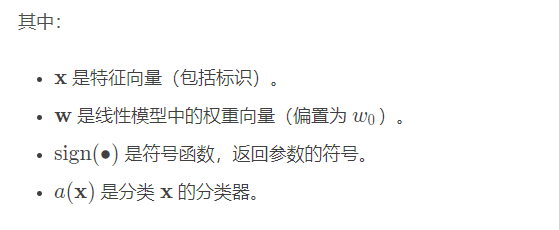 其中：
• x 是特征向量（包括标识）。
• w 是线性模型中的权重向量（偏置为 w₀）。
• sign(•) 是符号函数，返回参数的符号。
• a(x) 是分类 x 的分类器。